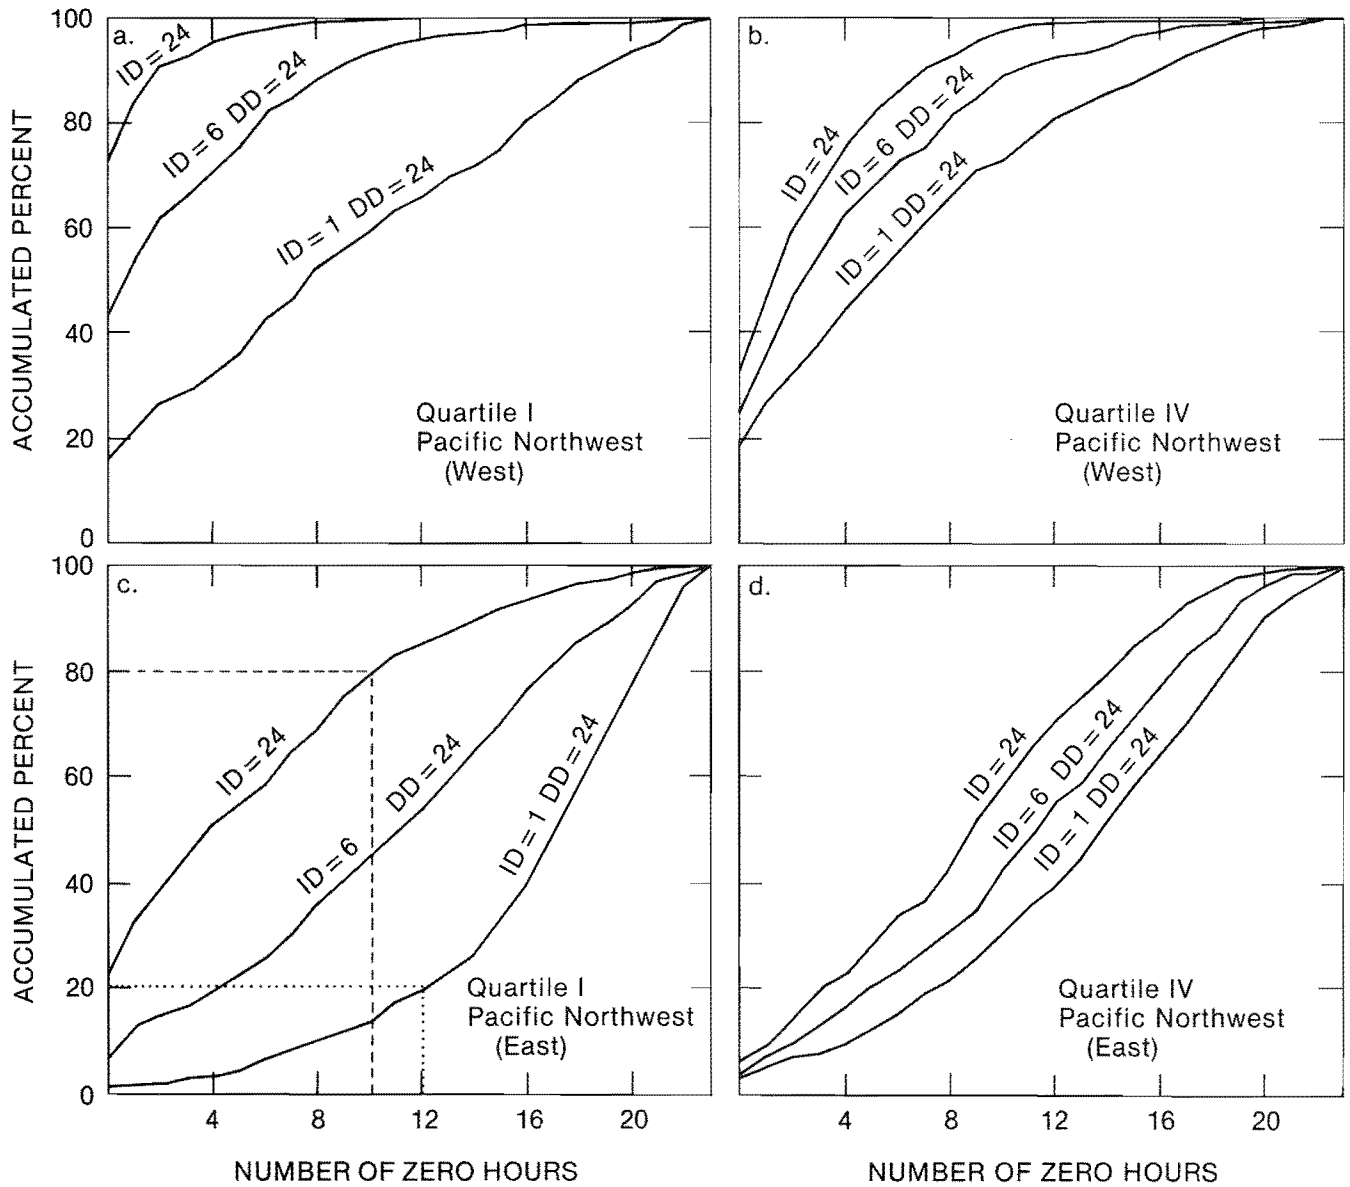 a.
ID=24
ID=6 DD=24
ID=1 DD=24
Quartile I
Pacific Northwest
(West)
100
80
60
40
20
0
ACCUMULATED PERCENT
b.
ID=24
ID=6 DD=24
ID=1 DD=24
Quartile IV
Pacific Northwest
(West)
c.
ID=24
ID=6 DD=24
ID=1 DD=24
Quartile I
Pacific Northwest
(East)
100
80
60
40
20
0
ACCUMULATED PERCENT
4 8 12 16 20
NUMBER OF ZERO HOURS
d.
ID=24
ID=6 DD=24
ID=1 DD=24
Quartile IV
Pacific Northwest
(East)
4 8 12 16 20
NUMBER OF ZERO HOURS